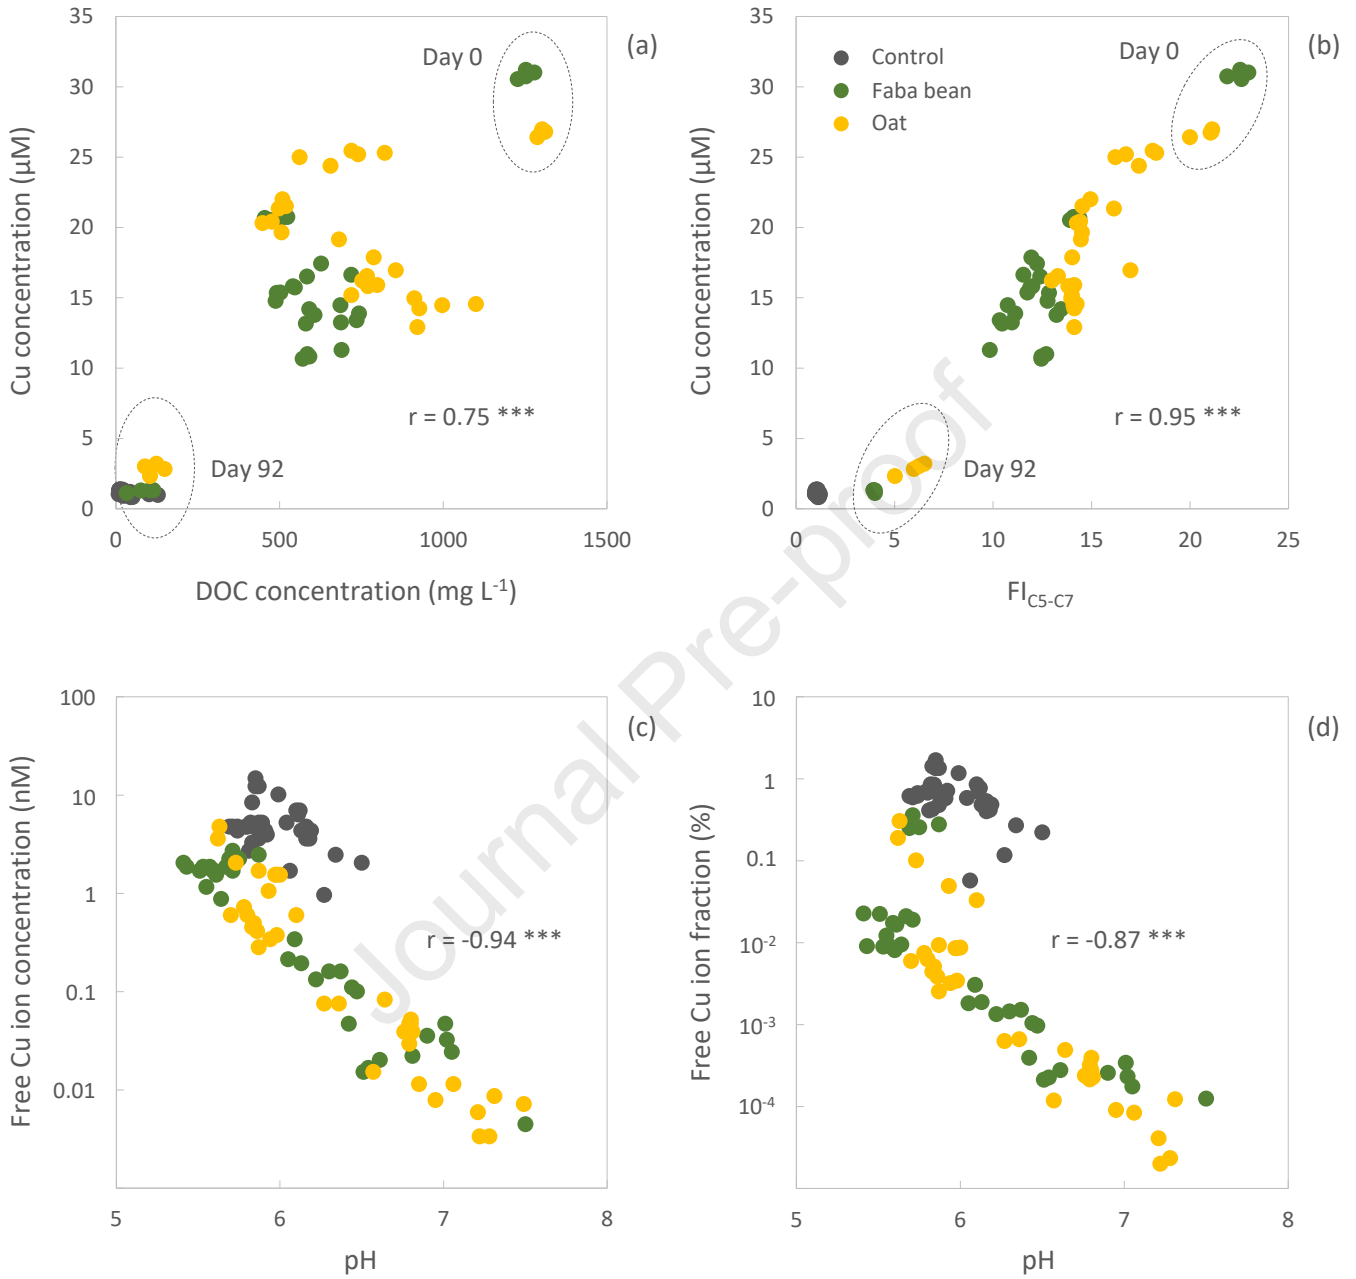 35
30
25
20
15
10
5
0
Cu concentration (µM)
Day 0
(a)
r = 0.75 ***
Day 92
0
500
1000
1500
DOC concentration (mg L-1)
35
30
25
20
15
10
5
0
Cu concentration (µM)
Control
Faba bean
Oat
Day 0
(b)
r = 0.95 ***
Day 92
0
5
10
15
20
25
FIC5-C7
Journal Pre-proof
100
10
1
0.1
0.01
Free Cu ion concentration (nM)
(c)
r = -0.94 ***
5
6
7
8
pH
10
1
0.1
10-2
10-3
10-4
Free Cu ion fraction (%)
(d)
r = -0.87 ***
5
6
7
8
pH